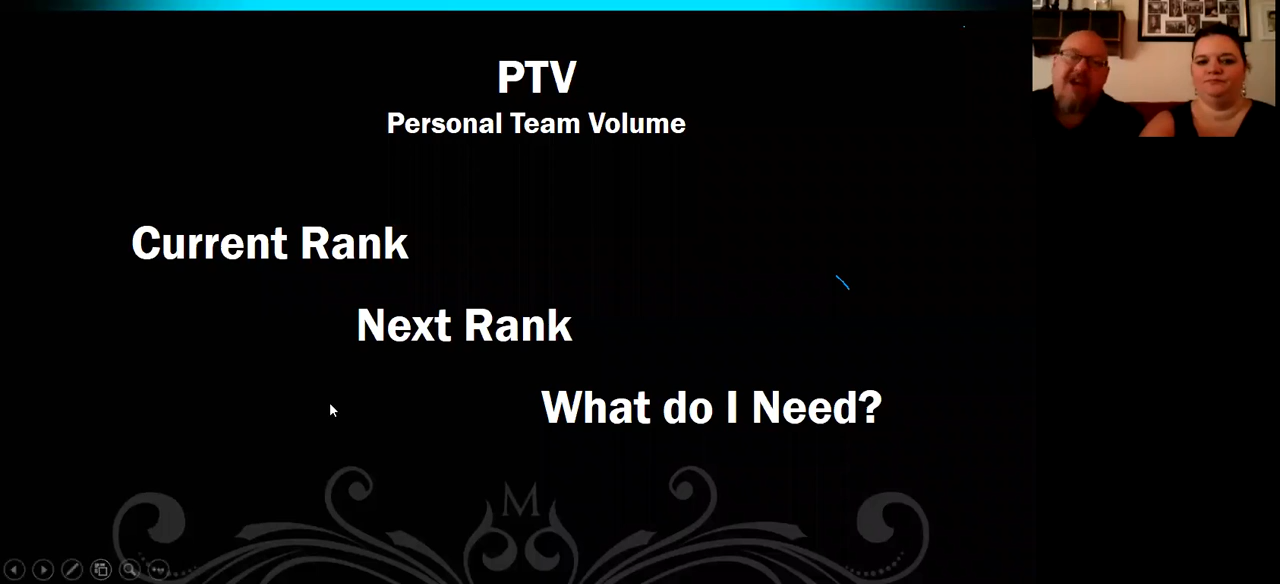 PTV
Personal Team Volume
Current Rank
Next Rank
What do I Need?
M